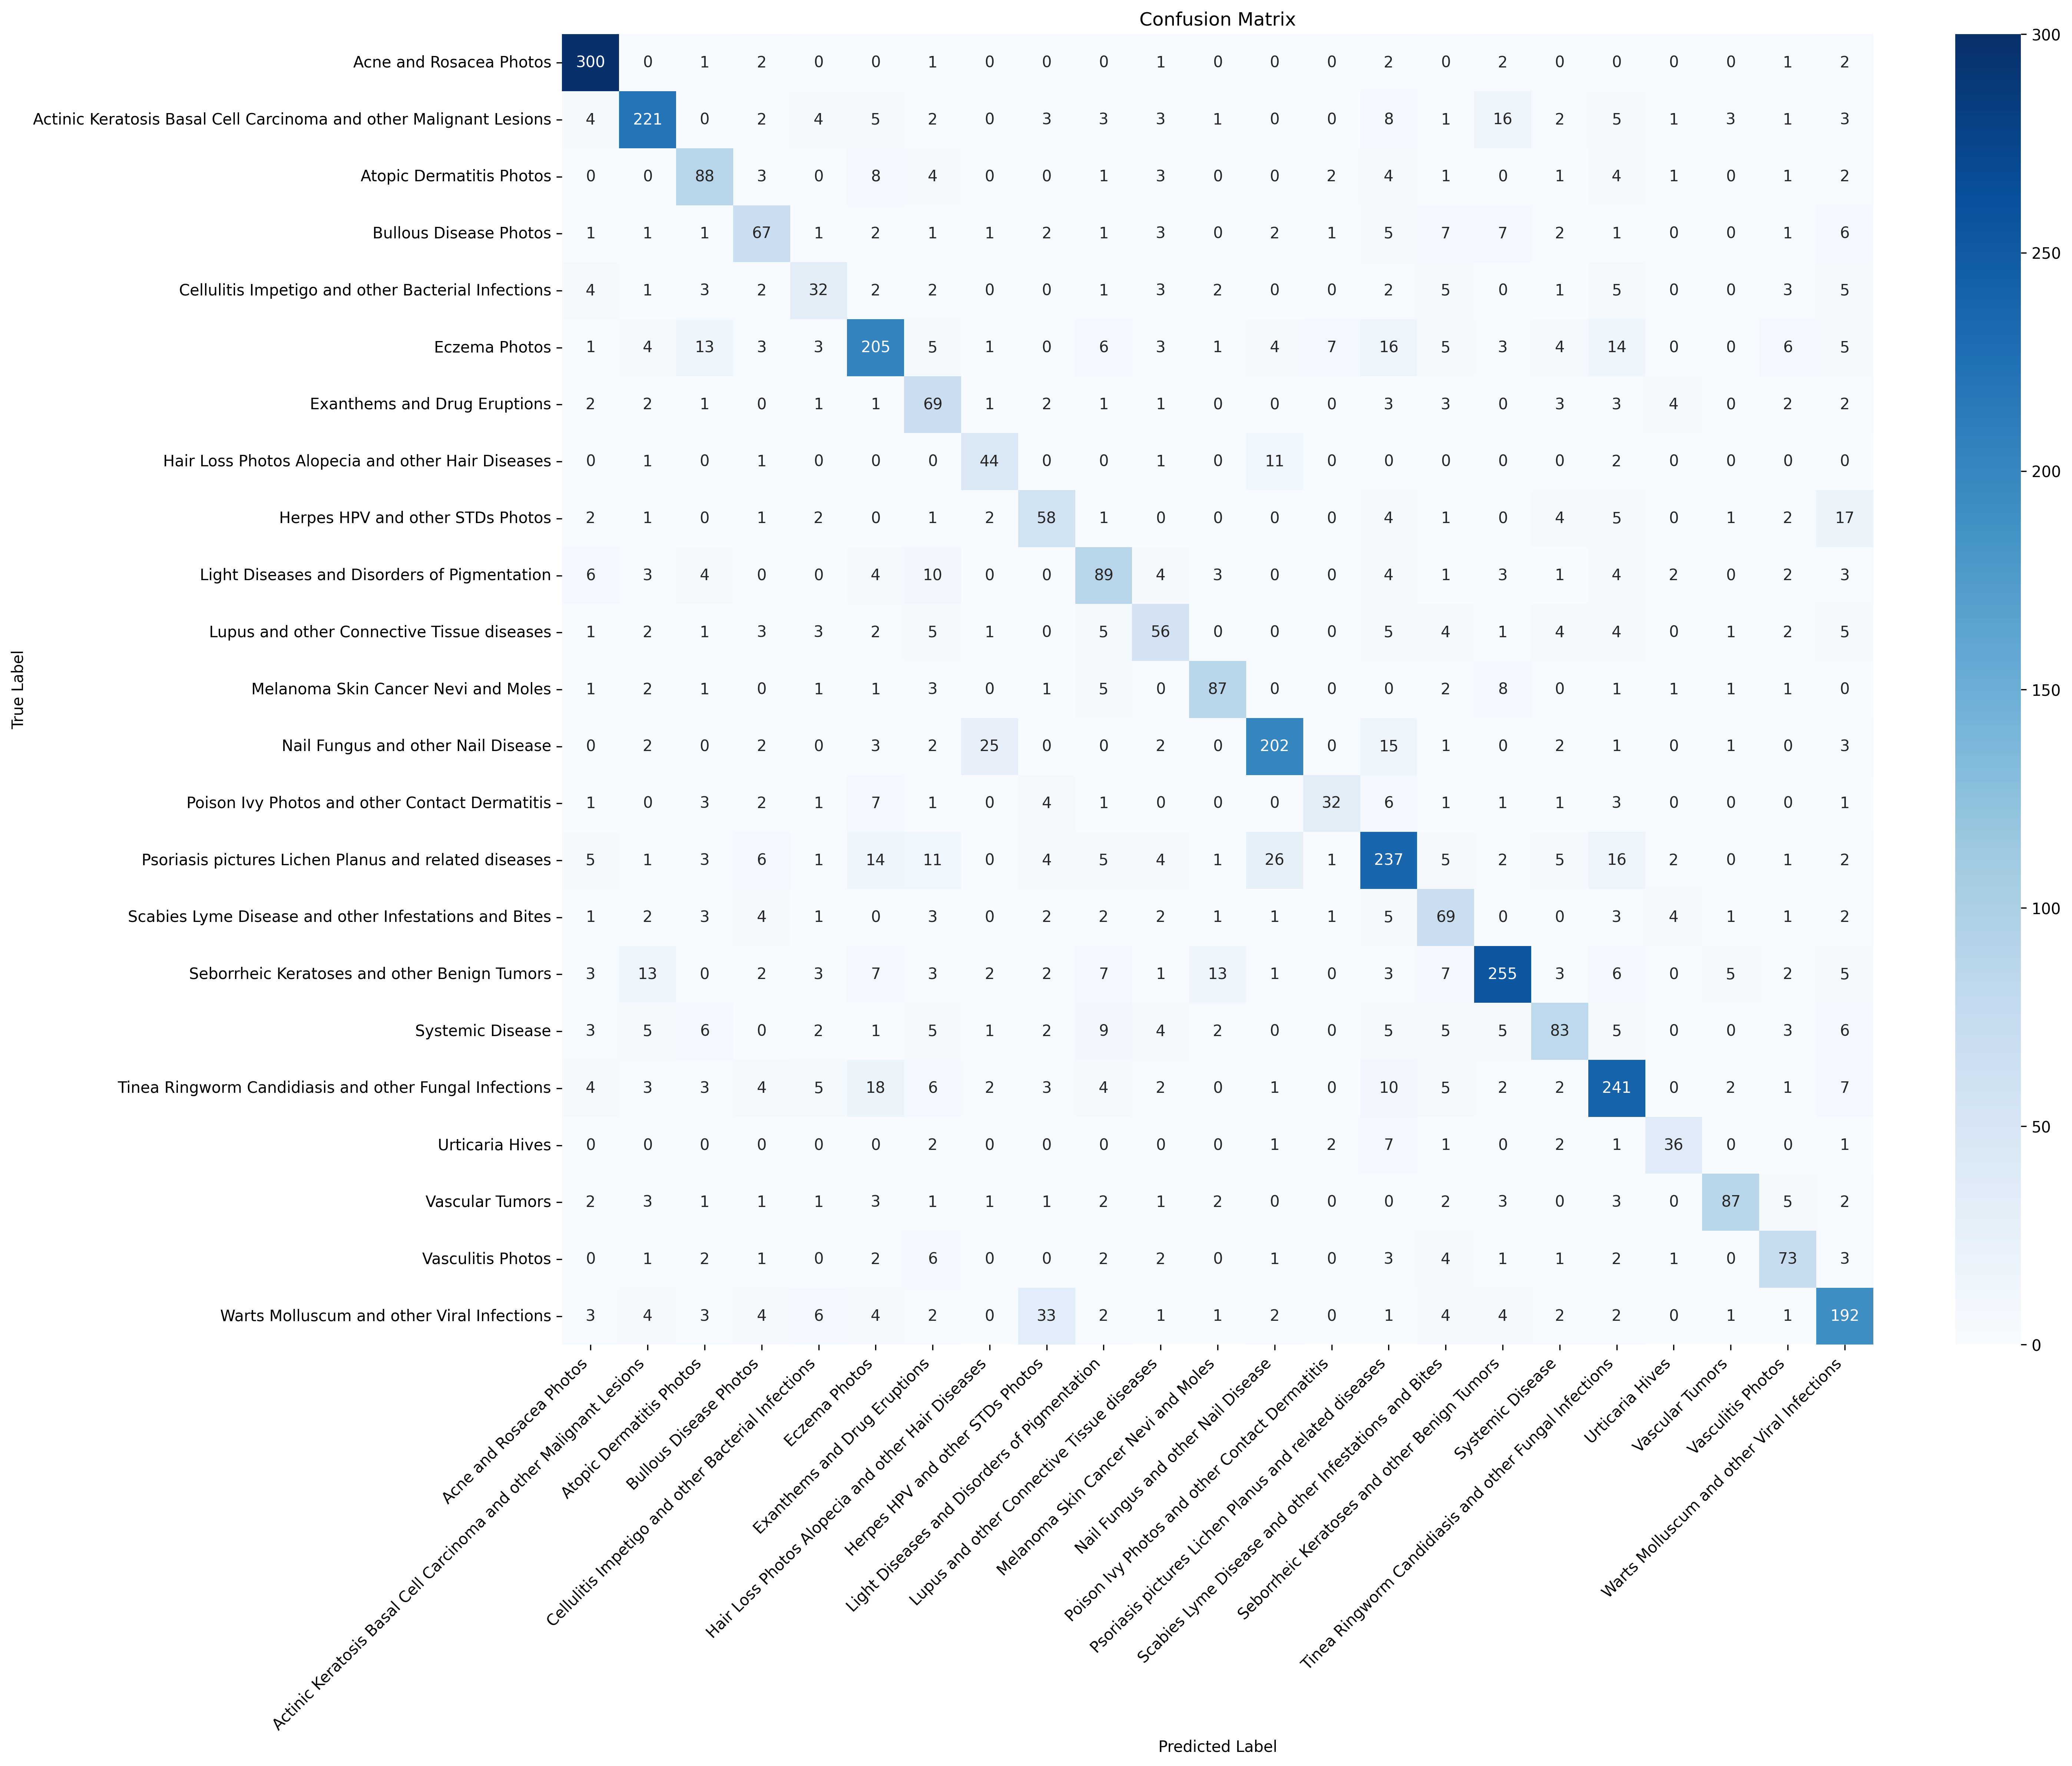 Confusion Matrix
Acne and Rosacea Photos 300 0 1 2 0 0 1 0 0 0 1 0 0 0 2 0 2 0 0 0 0 1 2
Actinic Keratosis Basal Cell Carcinoma and other Malignant Lesions 4 221 0 2 4 5 2 0 3 3 3 1 0 0 8 1 16 2 5 1 3 1 3
Atopic Dermatitis Photos 0 0 88 3 0 8 4 0 0 1 3 0 0 2 4 1 0 1 4 1 0 1 2
Bullous Disease Photos 1 1 1 67 1 2 1 1 2 1 3 0 2 1 5 7 7 2 1 0 0 1 6
Cellulitis Impetigo and other Bacterial Infections 4 1 3 2 32 2 2 0 0 1 3 2 0 0 2 5 0 1 5 0 0 3 5
Eczema Photos 1 4 13 3 3 205 5 1 0 6 3 1 4 7 16 5 3 4 14 0 0 6 5
Exanthems and Drug Eruptions 2 2 1 0 1 1 69 1 2 1 1 0 0 0 3 3 0 3 3 4 0 2 2
Hair Loss Photos Alopecia and other Hair Diseases 0 1 0 1 0 0 0 44 0 0 1 0 11 0 0 0 0 0 2 0 0 0 0
Herpes HPV and other STDs Photos 2 1 0 1 2 0 1 2 58 1 0 0 0 0 4 1 0 4 5 0 1 2 17
Light Diseases and Disorders of Pigmentation 6 3 4 0 0 4 10 0 0 89 4 3 0 0 4 1 3 1 4 2 0 2 3
Lupus and other Connective Tissue diseases 1 2 1 3 3 2 5 1 0 5 56 0 0 0 5 4 1 4 4 0 1 2 5
Melanoma Skin Cancer Nevi and Moles 1 2 1 0 1 1 3 0 1 5 0 87 0 0 0 2 8 0 1 1 1 1 0
Nail Fungus and other Nail Disease 0 2 0 2 0 3 2 25 0 0 2 0 202 0 15 1 0 2 1 0 1 0 3
Poison Ivy Photos and other Contact Dermatitis 1 0 3 2 1 7 1 0 4 1 0 0 0 32 6 1 1 1 3 0 0 0 1
Psoriasis pictures Lichen Planus and related diseases 5 1 3 6 1 14 11 0 4 5 4 1 26 1 237 5 2 5 16 2 0 1 2
Scabies Lyme Disease and other Infestations and Bites 1 2 3 4 1 0 3 0 2 2 2 1 1 1 5 69 0 0 3 4 1 1 2
Seborrheic Keratoses and other Benign Tumors 3 13 0 2 3 7 3 2 2 7 1 13 1 0 3 7 255 3 6 0 5 2 5
Systemic Disease 3 5 6 0 2 1 5 1 2 9 4 2 0 0 5 5 5 83 5 0 0 3 6
Tinea Ringworm Candidiasis and other Fungal Infections 4 3 3 4 5 18 6 2 3 4 2 0 1 0 10 5 2 2 241 0 2 1 7
Urticaria Hives 0 0 0 0 0 0 2 0 0 0 0 0 1 2 7 1 0 2 1 36 0 0 1
Vascular Tumors 2 3 1 1 1 3 1 1 1 2 1 2 0 0 0 2 3 0 3 0 87 5 2
Vasculitis Photos 0 1 2 1 0 2 6 0 0 2 2 0 1 0 3 4 1 1 2 1 0 73 3
Warts Molluscum and other Viral Infections 3 4 3 4 6 4 2 0 33 2 1 1 2 0 1 4 4 2 2 0 1 1 192
True Label
Acne and Rosacea Photos
Actinic Keratosis Basal Cell Carcinoma and other Malignant Lesions
Atopic Dermatitis Photos
Bullous Disease Photos
Cellulitis Impetigo and other Bacterial Infections
Eczema Photos
Exanthems and Drug Eruptions
Hair Loss Photos Alopecia and other Hair Diseases
Herpes HPV and other STDs Photos
Light Diseases and Disorders of Pigmentation
Lupus and other Connective Tissue diseases
Melanoma Skin Cancer Nevi and Moles
Nail Fungus and other Nail Disease
Poison Ivy Photos and other Contact Dermatitis
Psoriasis pictures Lichen Planus and related diseases
Scabies Lyme Disease and other Infestations and Bites
Seborrheic Keratoses and other Benign Tumors
Systemic Disease
Tinea Ringworm Candidiasis and other Fungal Infections
Urticaria Hives
Vascular Tumors
Vasculitis Photos
Warts Molluscum and other Viral Infections
Predicted Label
300
250
200
150
100
50
0